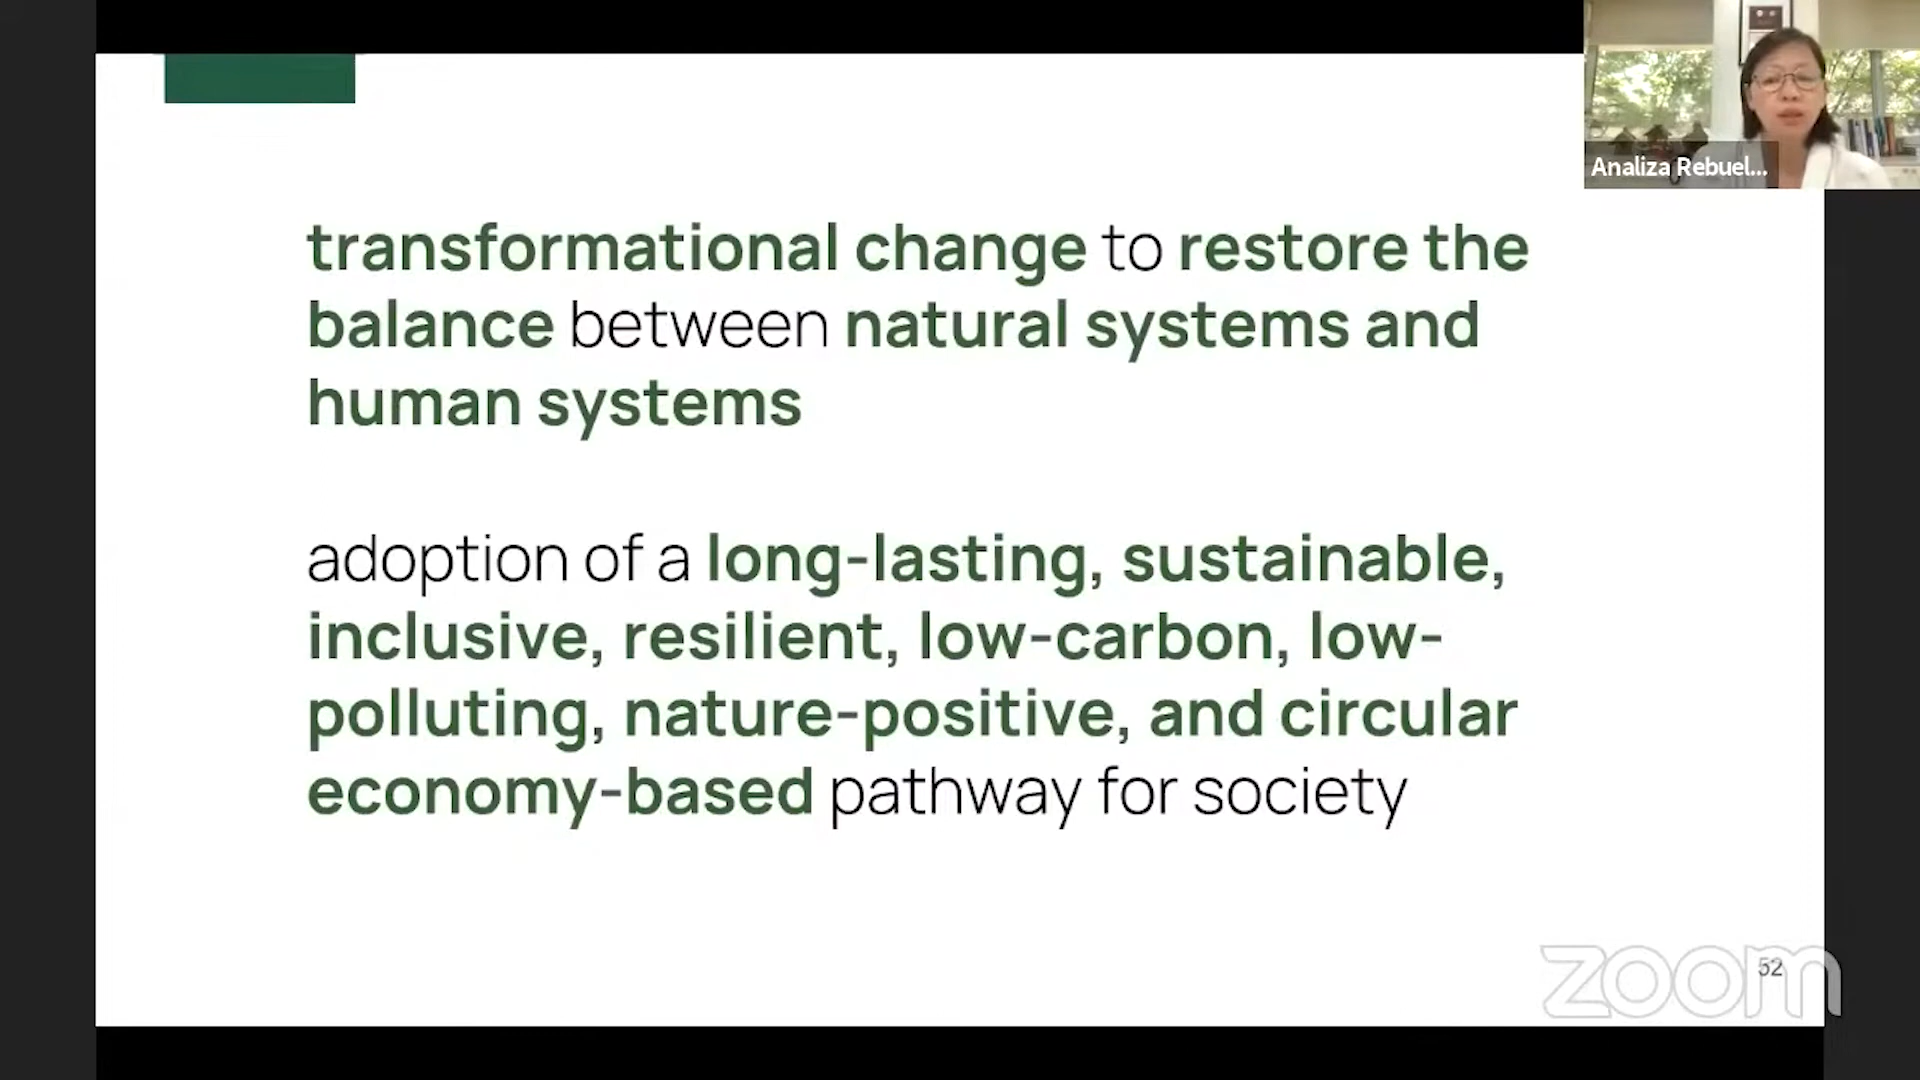 Analiza Rebuel...
transformational change to restore the
balance between natural systems and
human systems
adoption of a long-lasting, sustainable,
inclusive, resilient, low-carbon, low-
polluting, nature-positive, and circular
economy-based pathway for society
52
zoom